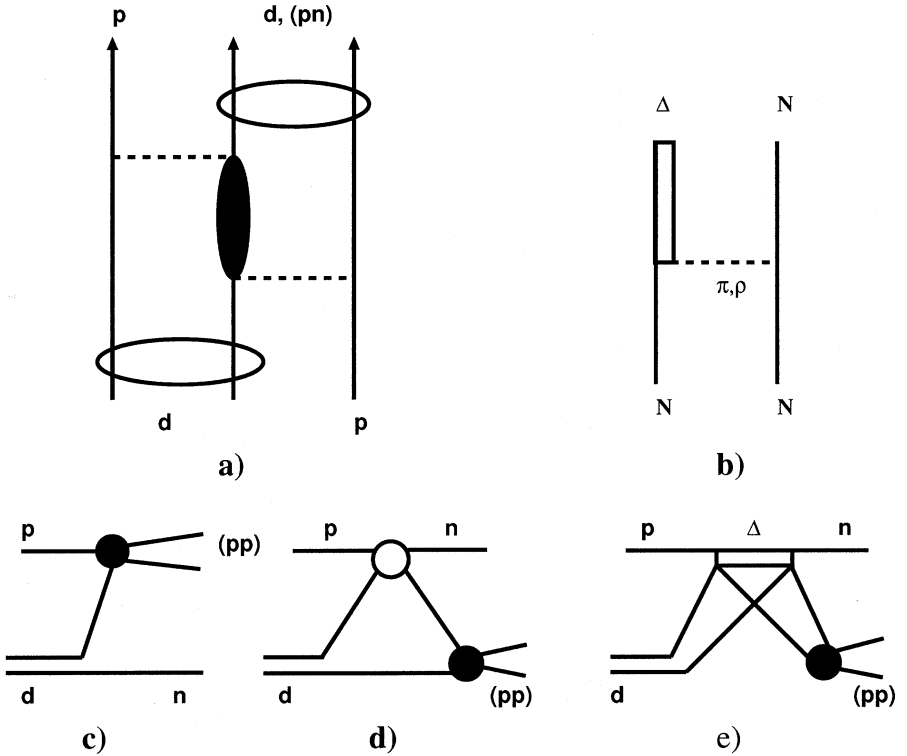 p d, (pn)
d p
a)
Δ N
π,ρ
N N
b)
p (pp)
d n
c)
p n
d (pp)
d)
p Δ n
d (pp)
e)